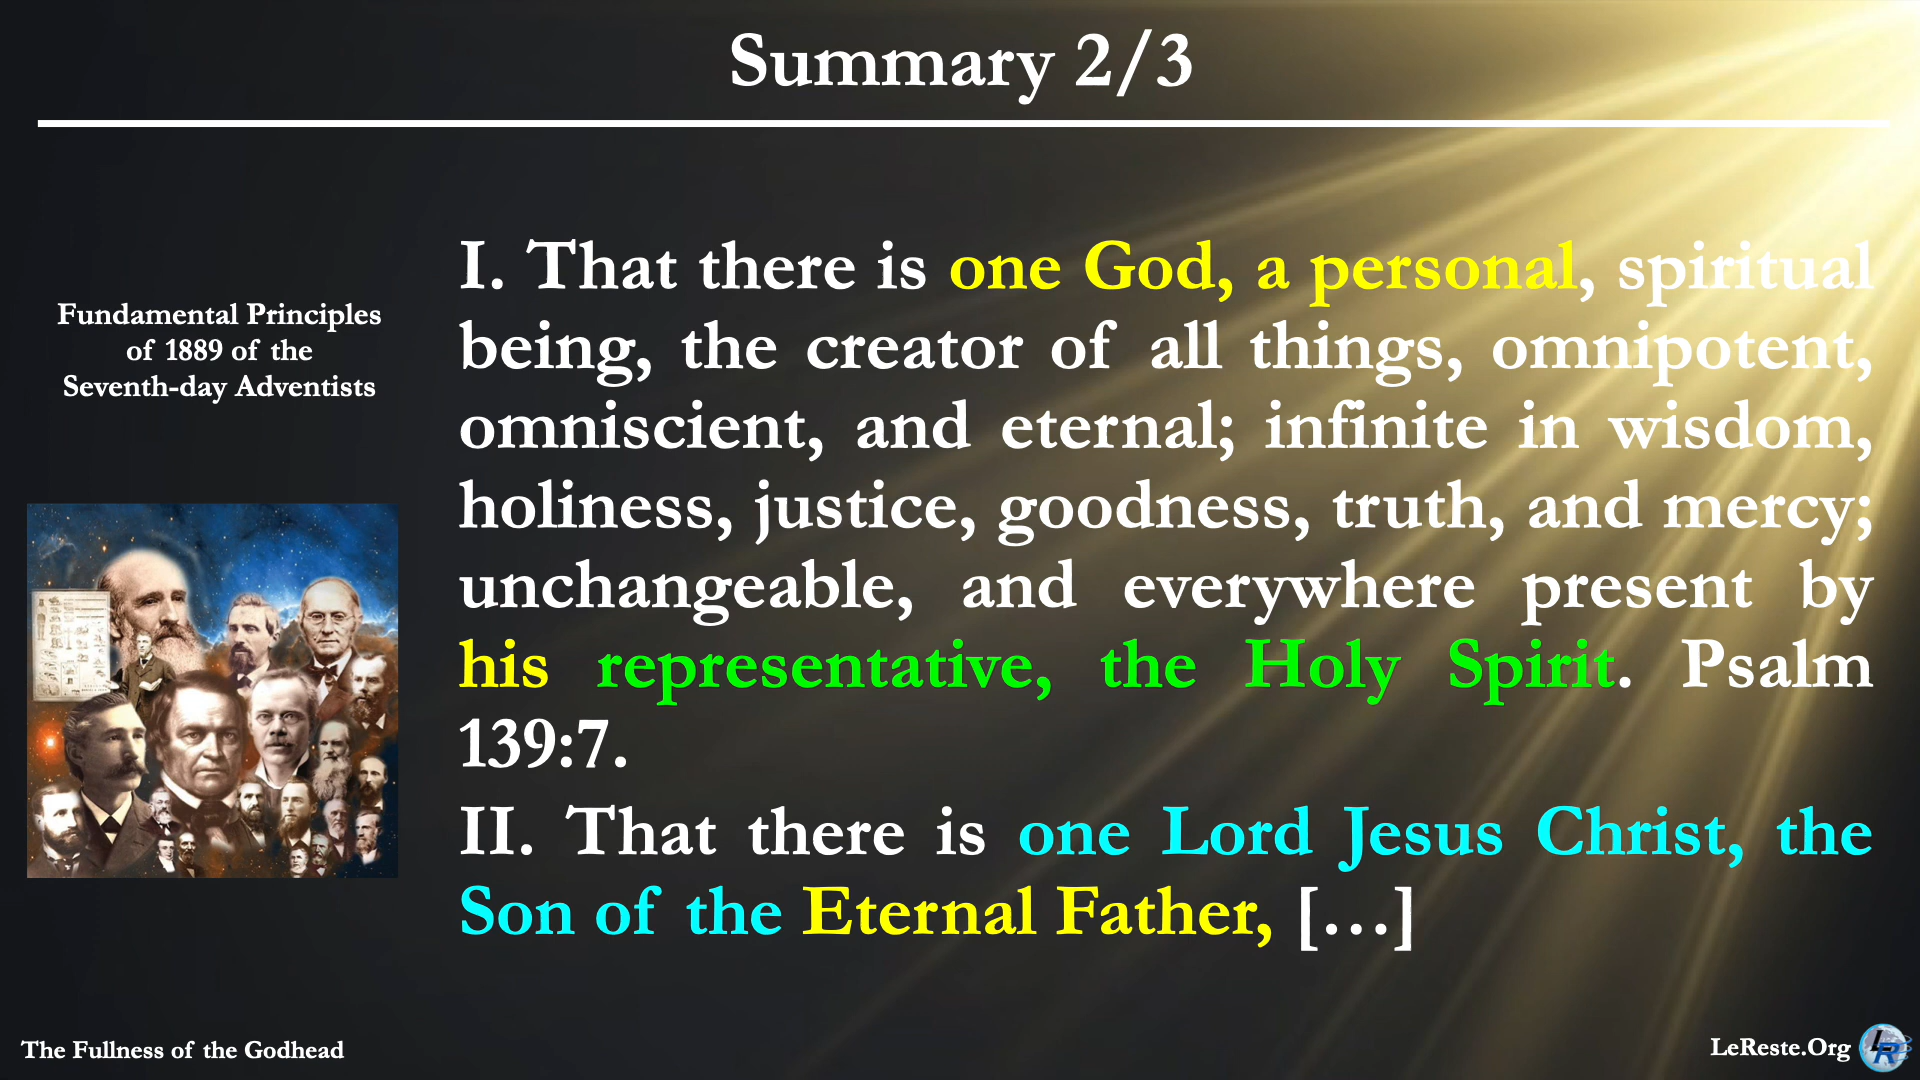 Summary 2/3
Fundamental Principles
of 1889 of the
Seventh-day Adventists
I. That there is one God, a personal, spiritual
being, the creator of all things, omnipotent,
omniscient, and eternal; infinite in wisdom,
holiness, justice, goodness, truth, and mercy;
unchangeable, and everywhere present by
his representative, the Holy Spirit. Psalm
139:7.
II. That there is one Lord Jesus Christ, the
Son of the Eternal Father, […]
The Fullness of the Godhead
LeReste.Org
LR